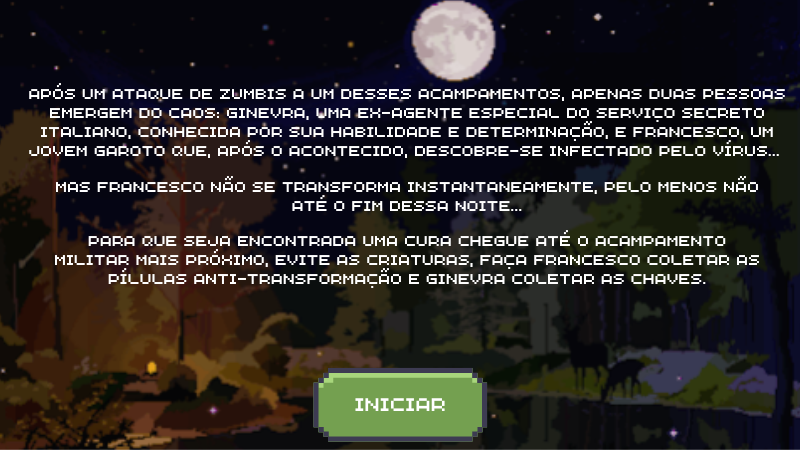 APÓS UM ATAQUE DE ZUMBIS A UM DESSES ACAMPAMENTOS, APENAS DUAS PESSOAS
EMERGEM DO CAOS: GINEVRA, UMA EX-AGENTE ESPECIAL DO SERVIÇO SECRETO
ITALIANO, CONHECIDA POR SUA HABILIDADE E DETERMINAÇÃO, E FRANCESCO, UM
JOVEM GAROTO QUE, APÓS O ACONTECIDO, DESCOBRE-SE INFECTADO PELO VÍRUS...
MAS FRANCESCO NÃO SE TRANSFORMA INSTANTANEAMENTE, PELO MENOS NÃO
ATÉ O FIM DESSA NOITE...
PARA QUE SEJA ENCONTRADA UMA CURA CHEGUE ATÉ O ACAMPAMENTO
MILITAR MAIS PRÓXIMO, EVITE AS CRIATURAS, FAÇA FRANCESCO COLETAR AS
PÍLULAS ANTI-TRANSFORMAÇÃO E GINEVRA COLETAR AS CHAVES.
INICIAR